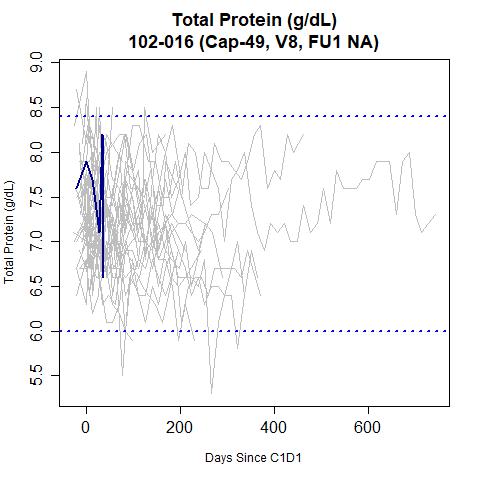 Total Protein (g/dL)
102-016 (Cap-49, V8, FU1 NA)
Total Protein (g/dL)
9.0
8.5
8.0
7.5
7.0
6.5
6.0
5.5
0 200 400 600
Days Since C1D1